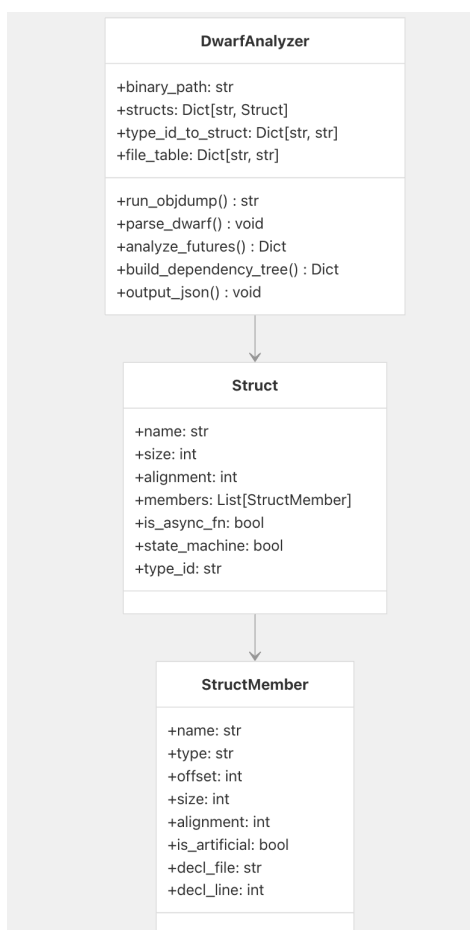 DwarfAnalyzer
+binary_path: str
+structs: Dict[str, Struct]
+type_id_to_struct: Dict[str, str]
+file_table: Dict[str, str]
+run_objdump() : str
+parse_dwarf() : void
+analyze_futures() : Dict
+build_dependency_tree() : Dict
+output_json() : void
Struct
+name: str
+size: int
+alignment: int
+members: List[StructMember]
+is_async_fn: bool
+state_machine: bool
+type_id: str
StructMember
+name: str
+type: str
+offset: int
+size: int
+alignment: int
+is_artificial: bool
+decl_file: str
+decl_line: int